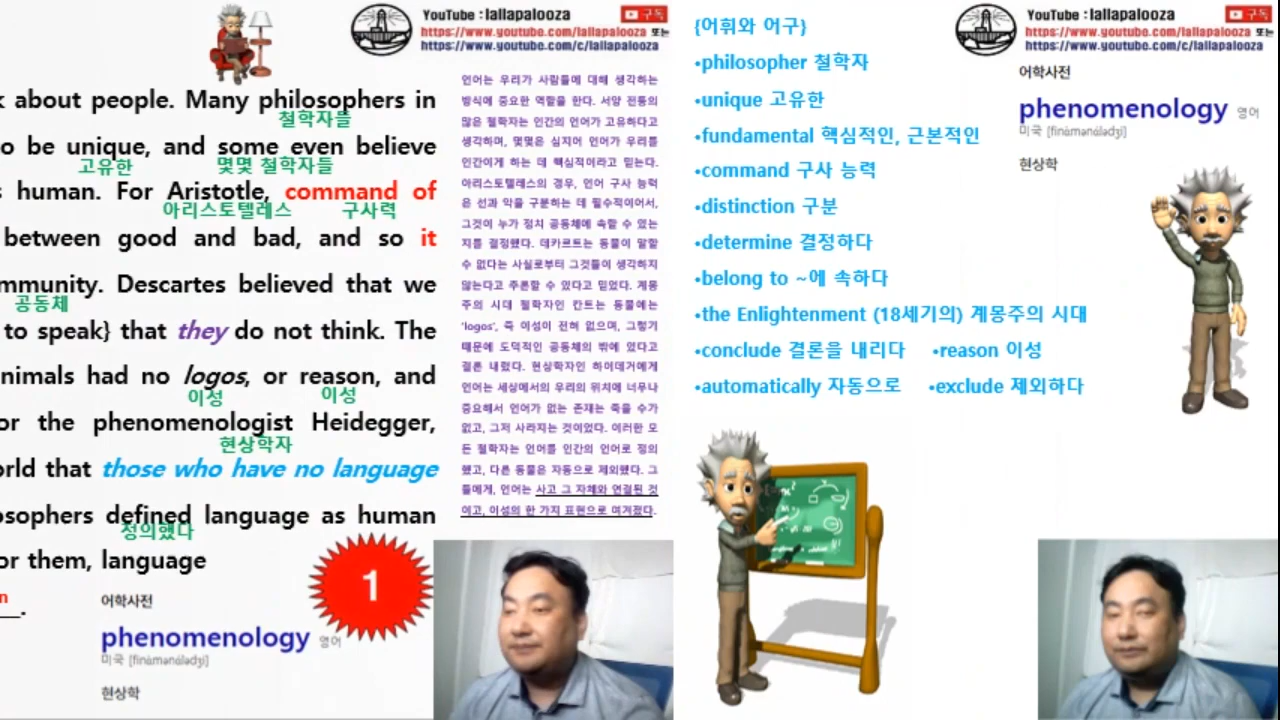 YouTube : lallapalooza 구독
https://www.youtube.com/lallapalooza 또는
https://www.youtube.com/c/lallapalooza
k about people. Many philosophers in
철학자들
o be unique, and some even believe
고유한 몇몇 철학자들
s human. For Aristotle, command of
아리스토텔레스 구사력
between good and bad, and so it
mmunity. Descartes believed that we
공동체
to speak} that they do not think. The
nimals had no logos, or reason, and
이성 이성
or the phenomenologist Heidegger,
현상학자
orld that those who have no language
osophers defined language as human
정의했다
or them, language
n
.
어학사전
phenomenology 영어
미국 [finὰmənάlədʒi]
현상학
1
언어는 우리가 사람들에 대해 생각하는
방식에 중요한 역할을 한다. 서양 전통의
많은 철학자는 인간의 언어가 고유하다고
생각하며, 몇몇은 심지어 언어가 우리를
인간이게 하는 데 핵심적이라고 믿는다.
아리스토텔레스의 경우, 언어 구사 능력
은 선과 악을 구분하는 데 필수적이어서,
그것이 누가 정치 공동체에 속할 수 있는
지를 결정했다. 데카르트는 동물이 말할
수 없다는 사실로부터 그것들이 생각하지
않는다고 추론할 수 있다고 믿었다. 계몽
주의 시대 철학자인 칸트는 동물에는
'logos', 즉 이성이 전혀 없으며, 그렇기
때문에 도덕적인 공동체의 밖에 있다고
결론 내렸다. 현상학자인 하이데거에게
언어는 세상에서의 우리의 위치에 너무나
중요해서 언어가 없는 존재는 죽을 수가
없고, 그저 사라지는 것이었다. 이러한 모
든 철학자는 언어를 인간의 언어로 정의
했고, 다른 동물은 자동으로 제외했다. 그
들에게, 언어는 사고 그 자체와 연결된 것
이고, 이성의 한 가지 표현으로 여겨졌다.
{어휘와 어구}
•philosopher 철학자
•unique 고유한
•fundamental 핵심적인, 근본적인
•command 구사 능력
•distinction 구분
•determine 결정하다
•belong to ~에 속하다
•the Enlightenment (18세기의) 계몽주의 시대
•conclude 결론을 내리다 •reason 이성
•automatically 자동으로 •exclude 제외하다
YouTube : lallapalooza 구독
https://www.youtube.com/lallapalooza 또는
https://www.youtube.com/c/lallapalooza
어학사전
phenomenology 영어
미국 [finὰmənάlədʒi]
현상학